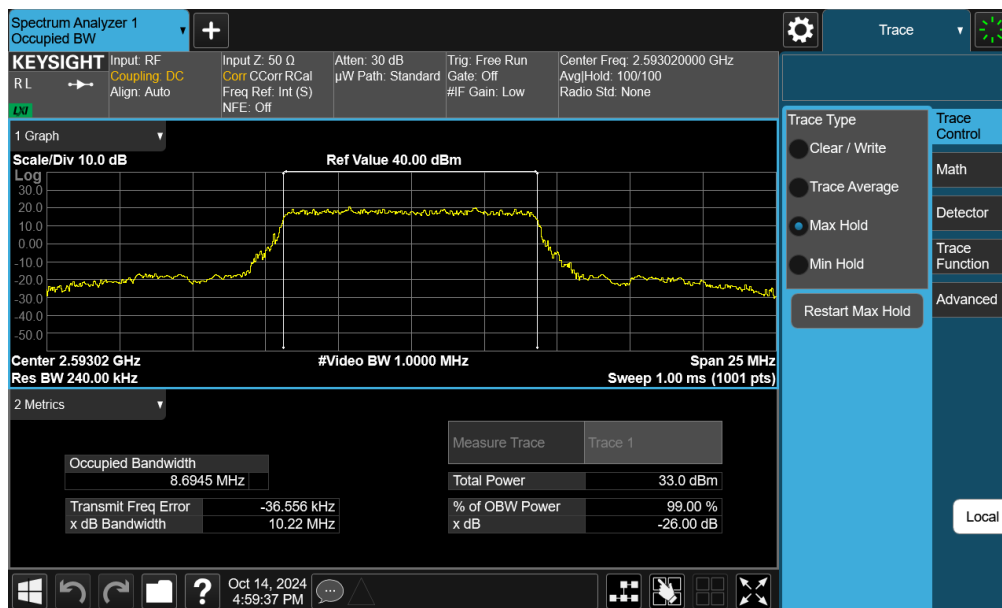 Spectrum Analyzer 1
Occupied BW
+
Trace
KEYSIGHT
RL
LXI
Input: RF
Coupling: DC
Align: Auto
Input Z: 50 Ω
Corr CCorr RCal
Freq Ref: Int (S)
NFE: Off
Atten: 30 dB
µW Path: Standard
Trig: Free Run
Gate: Off
#IF Gain: Low
Center Freq: 2.593020000 GHz
Avg|Hold: 100/100
Radio Std: None
1 Graph
Scale/Div 10.0 dB
Ref Value 40.00 dBm
Log
30.0
20.0
10.0
0.00
-10.0
-20.0
-30.0
-40.0
-50.0
Center 2.59302 GHz
#Video BW 1.0000 MHz
Span 25 MHz
Res BW 240.00 kHz
Sweep 1.00 ms (1001 pts)
2 Metrics
Measure Trace
Trace 1
Occupied Bandwidth
8.6945 MHz
Total Power
33.0 dBm
Transmit Freq Error
-36.556 kHz
% of OBW Power
99.00 %
x dB Bandwidth
10.22 MHz
x dB
-26.00 dB
Trace Type
Clear / Write
Trace Average
Max Hold
Min Hold
Restart Max Hold
Trace
Control
Math
Detector
Trace
Function
Advanced
Local
?
Oct 14, 2024
4:59:37 PM